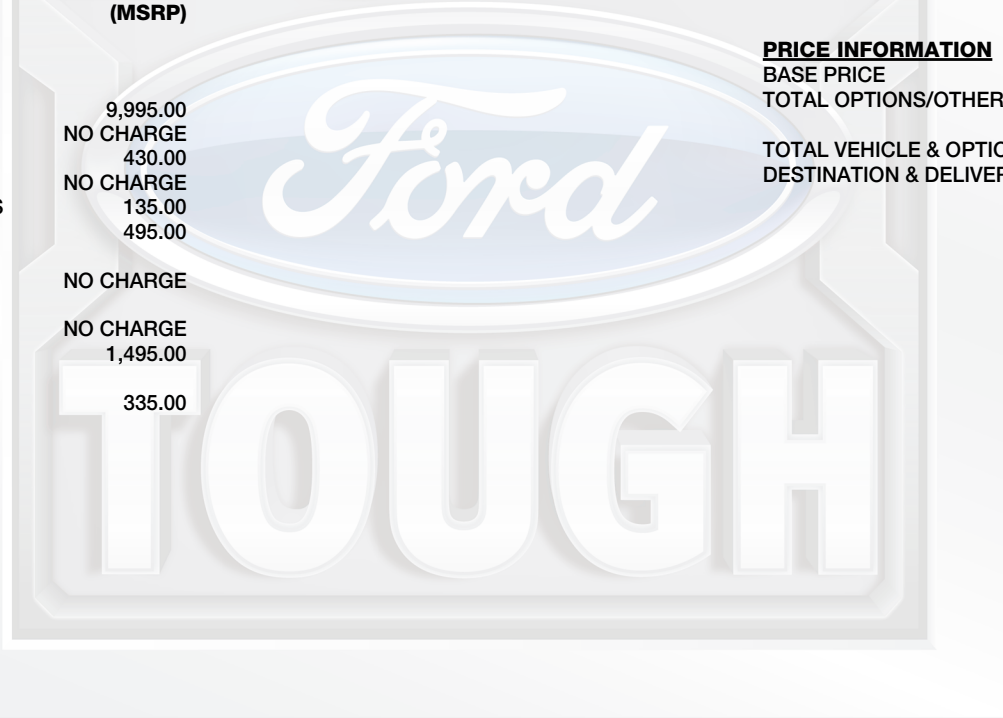 (MSRP)
9,995.00
NO CHARGE
430.00
NO CHARGE
135.00
495.00
NO CHARGE
NO CHARGE
1,495.00
335.00
PRICE INFORMATION
BASE PRICE
TOTAL OPTIONS/OTHER
TOTAL VEHICLE & OPTIO
DESTINATION & DELIVER
Ford
TOUGH